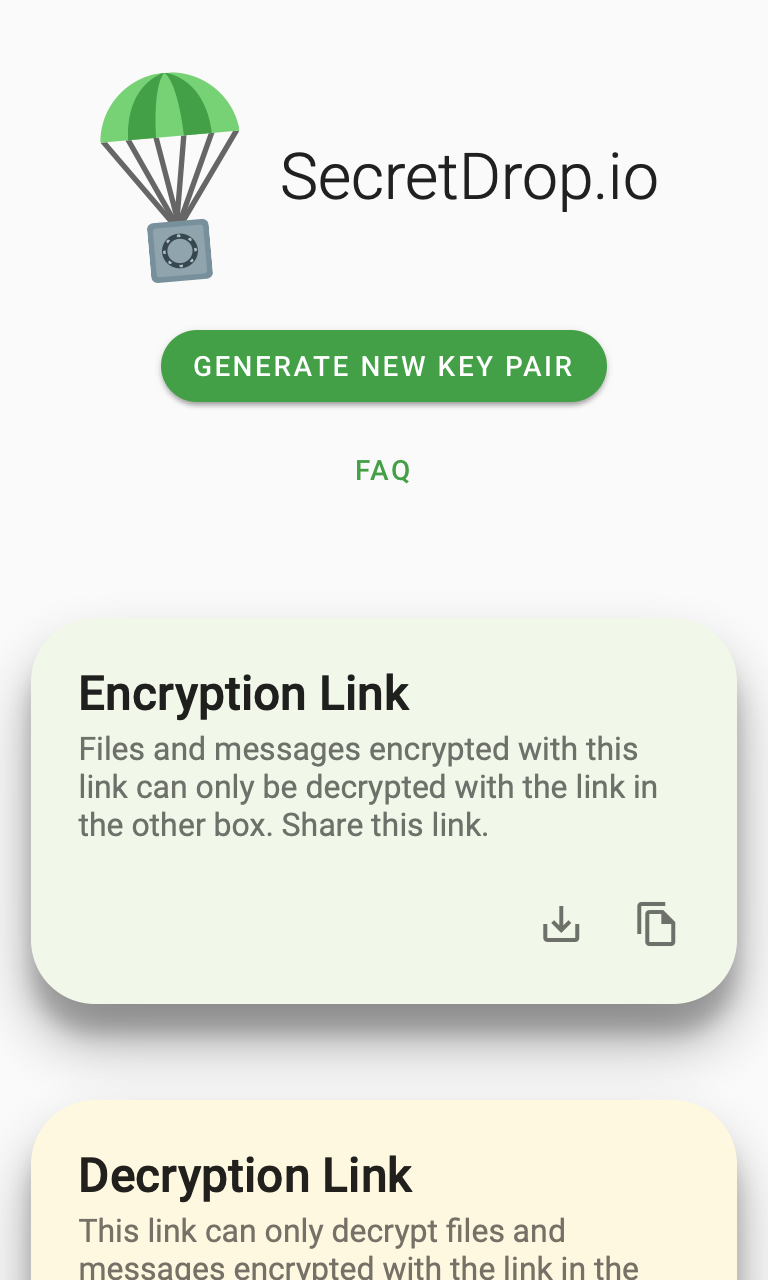 SecretDrop.io
GENERATE NEW KEY PAIR
FAQ
Encryption Link
Files and messages encrypted with this
link can only be decrypted with the link in
the other box. Share this link.
Decryption Link
This link can only decrypt files and
messages encrypted with the link in the